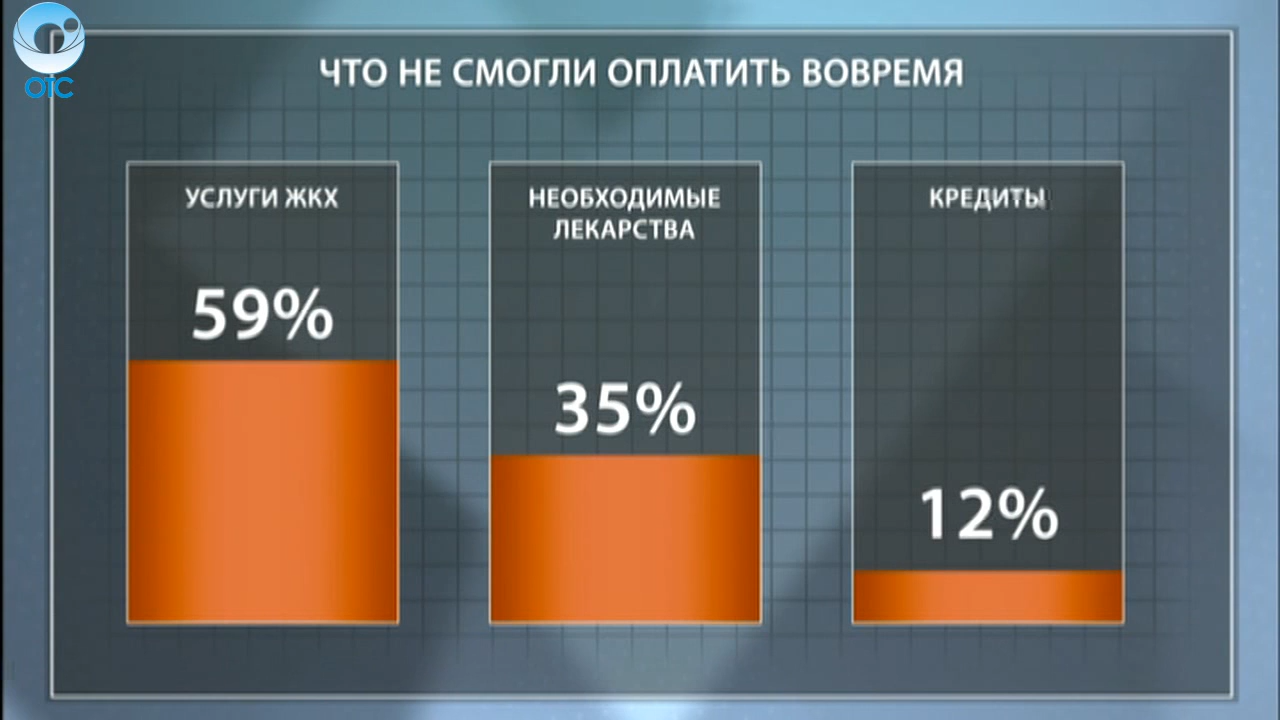 ОТС
ЧТО НЕ СМОГЛИ ОПЛАТИТЬ ВОВРЕМЯ
УСЛУГИ ЖКХ
59%
НЕОБХОДИМЫЕ
ЛЕКАРСТВА
35%
КРЕДИТЫ
12%